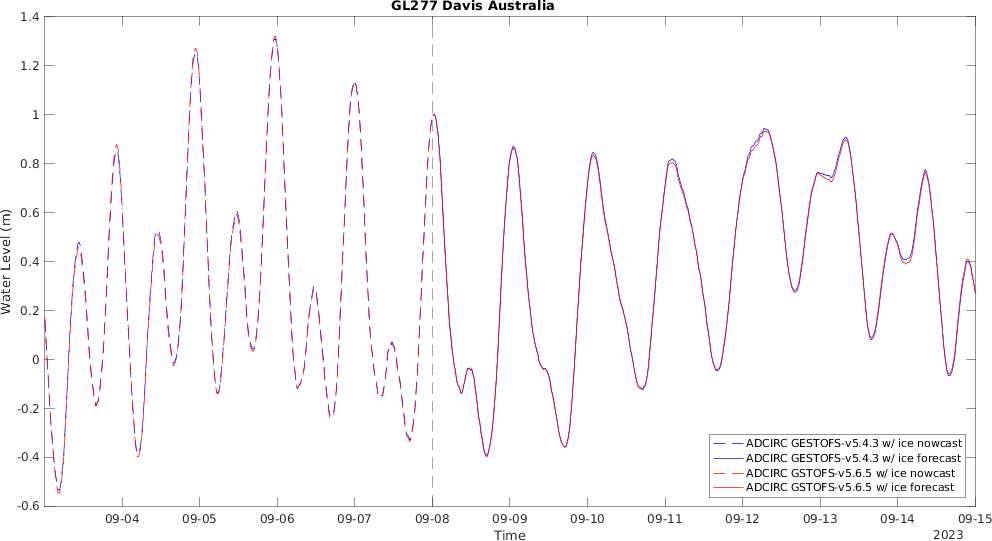 GL277 Davis Australia
1.4
1.2
1
0.8
0.6
0.4
0.2
0
-0.2
-0.4
-0.6
Water Level (m)
ADCIRC GESTOFS-v5.4.3 w/ ice nowcast
ADCIRC GESTOFS-v5.4.3 w/ ice forecast
ADCIRC GSTOFS-v5.6.5 w/ ice nowcast
ADCIRC GSTOFS-v5.6.5 w/ ice forecast
09-04 09-05 09-06 09-07 09-08 09-09 09-10 09-11 09-12 09-13 09-14 09-15
Time 2023